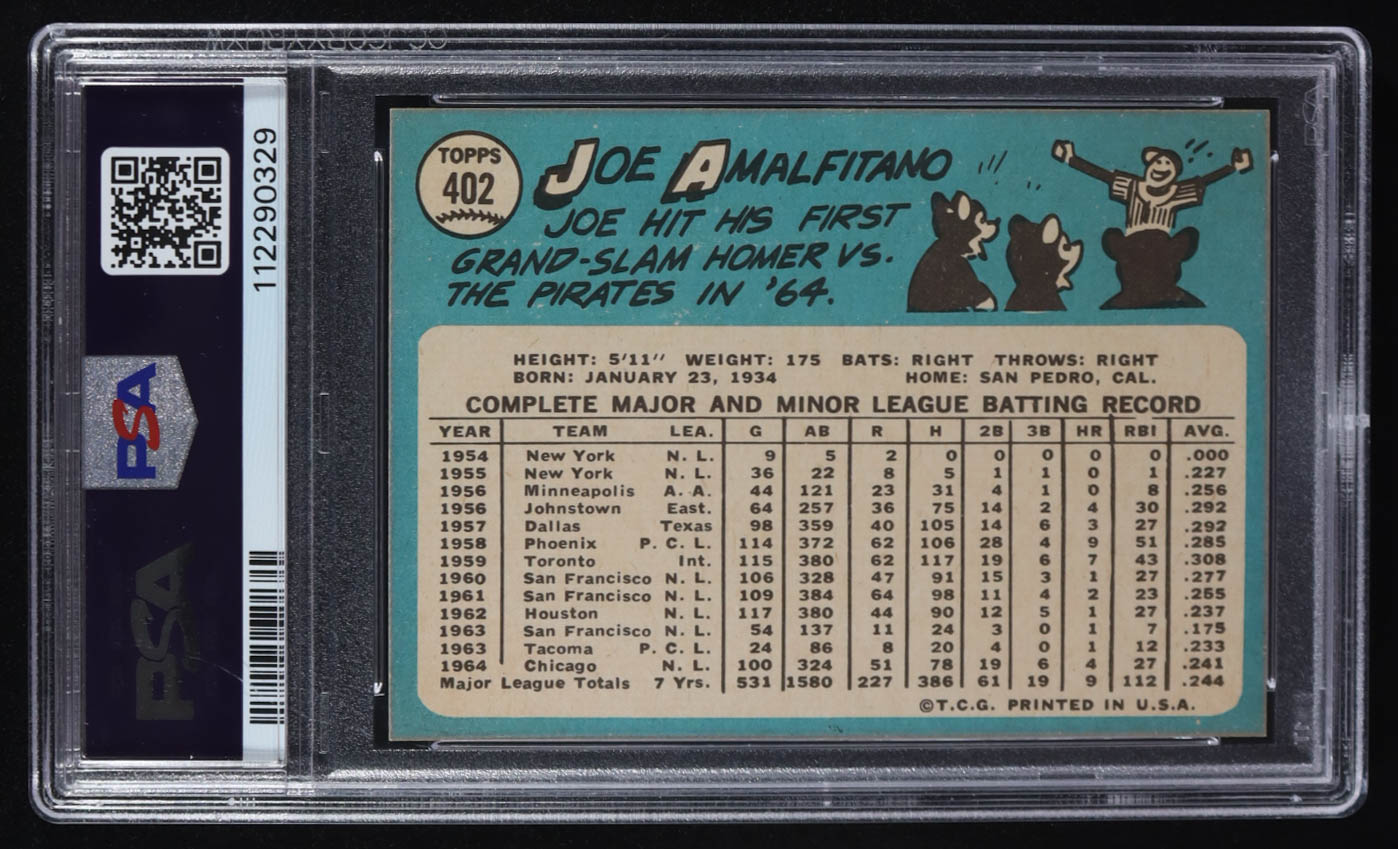 112290329
PSA
PSA
TOPPS
402
JOE AMALFITANO
JOE HIT HIS FIRST
GRAND-SLAM HOMER VS.
THE PIRATES IN '64.
HEIGHT: 5'11" WEIGHT: 175 BATS: RIGHT THROWS: RIGHT
BORN: JANUARY 23, 1934 HOME: SAN PEDRO, CAL.
COMPLETE MAJOR AND MINOR LEAGUE BATTING RECORD
YEAR TEAM LEA. G AB R H 2B 3B HR RBI AVG.
1954 New York N. L. 9 5 2 0 0 0 0 0 .000
1955 New York N. L. 36 22 8 5 1 1 0 1 .227
1956 Minneapolis A. A. 44 121 23 31 4 1 0 8 .256
1956 Johnstown East. 64 257 36 75 14 2 4 30 .292
1957 Dallas Texas 98 359 40 105 14 6 3 27 .292
1958 Phoenix P. C. L. 114 372 62 106 28 4 9 51 .285
1959 Toronto Int. 115 380 62 117 19 6 7 43 .308
1960 San Francisco N. L. 106 328 47 91 15 3 1 27 .277
1961 San Francisco N. L. 109 384 64 98 11 4 2 23 .255
1962 Houston N. L. 117 380 44 90 12 5 1 27 .237
1963 San Francisco N. L. 54 137 11 24 3 0 1 7 .175
1963 Tacoma P. C. L. 24 86 8 20 4 0 1 12 .233
1964 Chicago N. L. 100 324 51 78 19 6 4 27 .241
Major League Totals 7 Yrs. 531 1580 227 386 61 19 9 112 .244
©T.C.G. PRINTED IN U.S.A.